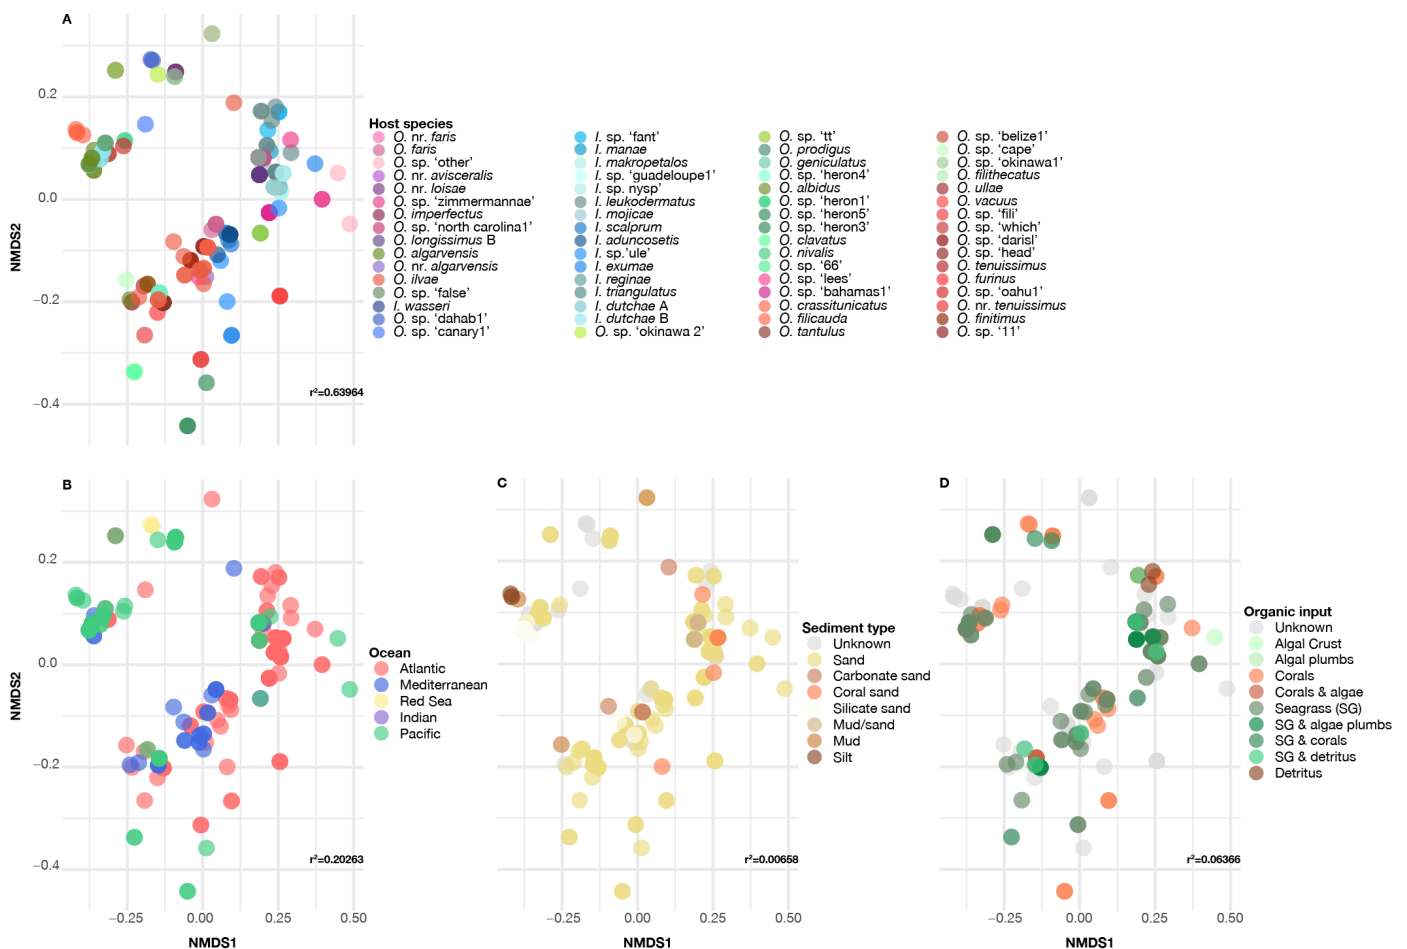 A
0.2
0.0
−0.2
−0.4
NMDS2
r²=0.63964
Host species
O. nr. faris
O. faris
O. sp. ‘other’
O. nr. avisceralis
O. nr. loisae
O. sp. ‘zimmermannae’
O. imperfectus
O. sp. ‘north carolina1’
O. longissimus B
O. algarvensis
O. nr. algarvensis
O. ilvae
O. sp. ‘false’
I. wasseri
O. sp. ‘dahab1’
O. sp. ‘canary1’
I. sp. ‘fant’
I. manae
I. makropetalos
I. sp. ‘guadeloupe1’
I. sp. nysp’
I. leukodermatus
I. mojicae
I. scalprum
I. aduncosetis
I. sp.‘ule’
I. exumae
I. reginae
I. triangulatus
I. dutchae A
I. dutchae B
O. sp. ‘okinawa 2’
O. sp. ‘tt’
O. prodigus
O. geniculatus
O. sp. ‘heron4’
O. albidus
O. sp. ‘heron1’
O. sp. ‘heron5’
O. sp. ‘heron3’
O. clavatus
O. nivalis
O. sp. ‘66’
O. sp. ‘lees’
O. sp. ‘bahamas1’
O. crassitunicatus
O. filicauda
O. tantulus
O. sp. ‘belize1’
O. sp. ‘cape’
O. sp. ‘okinawa1’
O. filithecatus
O. ullae
O. vacuus
O. sp. ‘fili’
O. sp. ‘which’
O. sp. ‘darisl’
O. sp. ‘head’
O. tenuissimus
O. furinus
O. sp. ‘oahu1’
O. nr. tenuissimus
O. finitimus
O. sp. ‘11’
B
0.2
0.0
−0.2
−0.4
NMDS2
r²=0.20263
−0.25
0.00
0.25
0.50
NMDS1
Ocean
Atlantic
Mediterranean
Red Sea
Indian
Pacific
C
r²=0.00658
−0.25
0.00
0.25
0.50
NMDS1
Sediment type
Unknown
Sand
Carbonate sand
Coral sand
Silicate sand
Mud/sand
Mud
Silt
D
r²=0.06366
−0.25
0.00
0.25
0.50
NMDS1
Organic input
Unknown
Algal Crust
Algal plumbs
Corals
Corals & algae
Seagrass (SG)
SG & algae plumbs
SG & corals
SG & detritus
Detritus